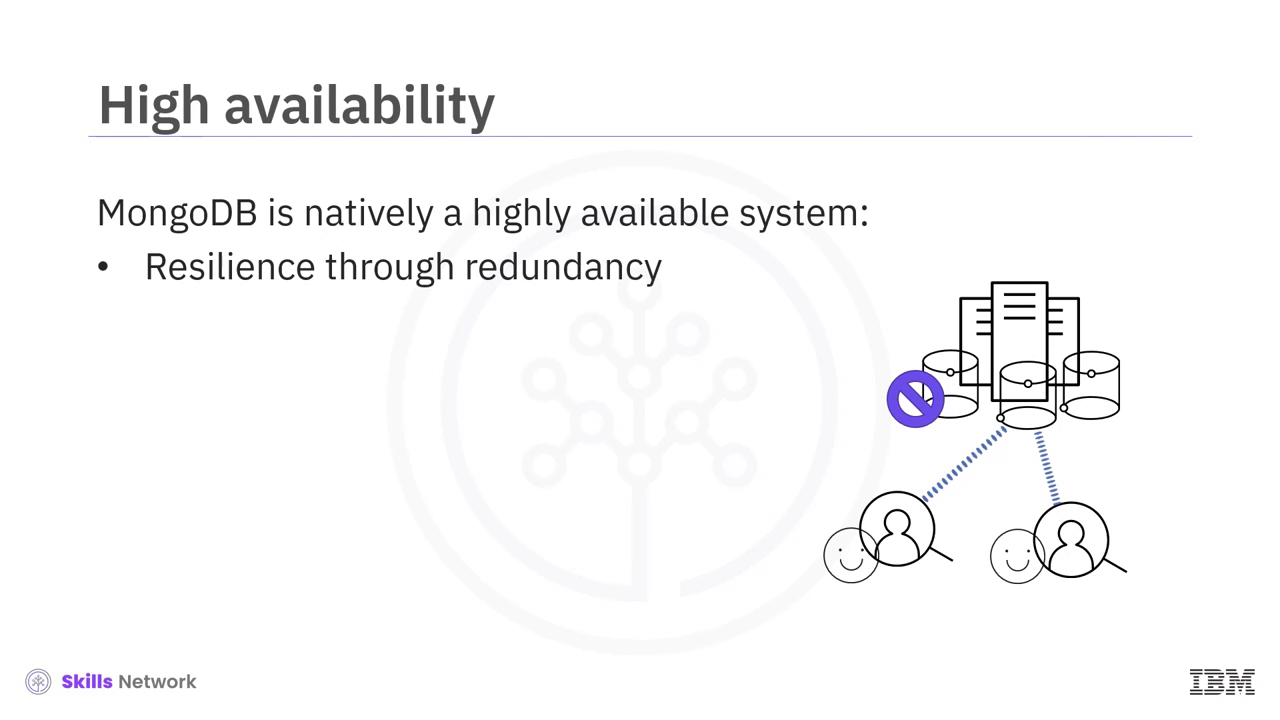 High availability
MongoDB is natively a highly available system:
• Resilience through redundancy
Skills Network
IBM